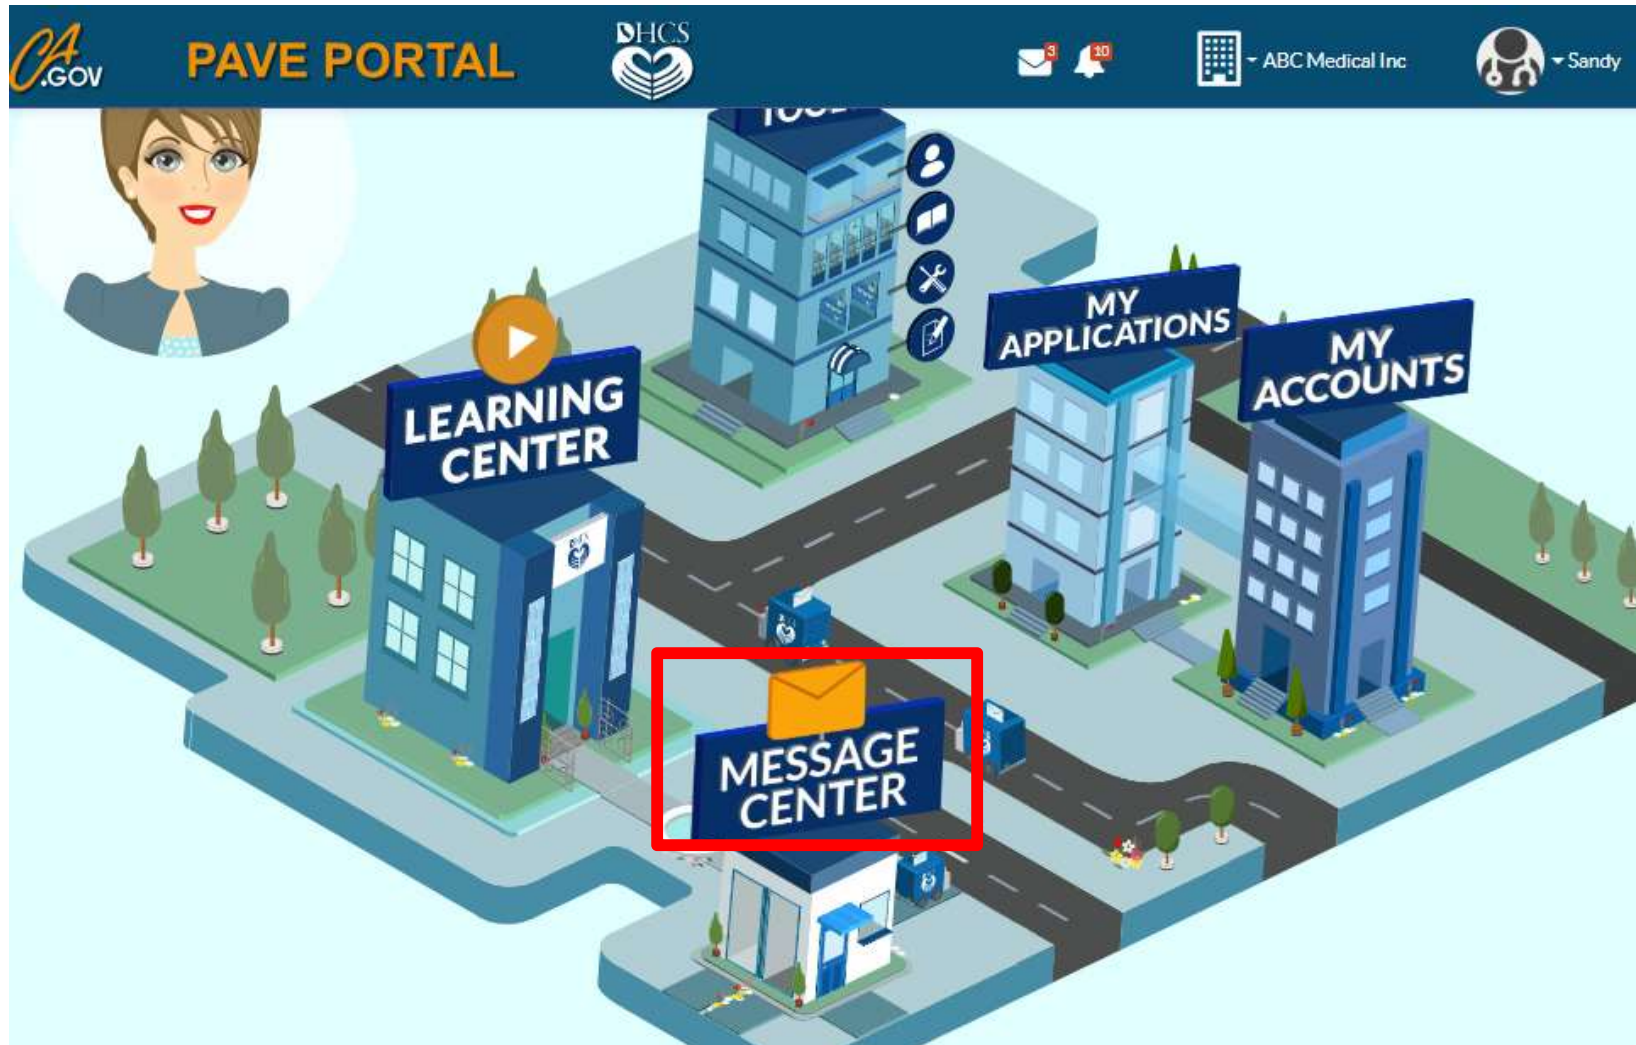 CA
.GOV
PAVE PORTAL
DHCS
3
10
ABC Medical Inc
Sandy
MY
APPLICATIONS
MY
ACCOUNTS
LEARNING
CENTER
DHCS
MESSAGE
CENTER